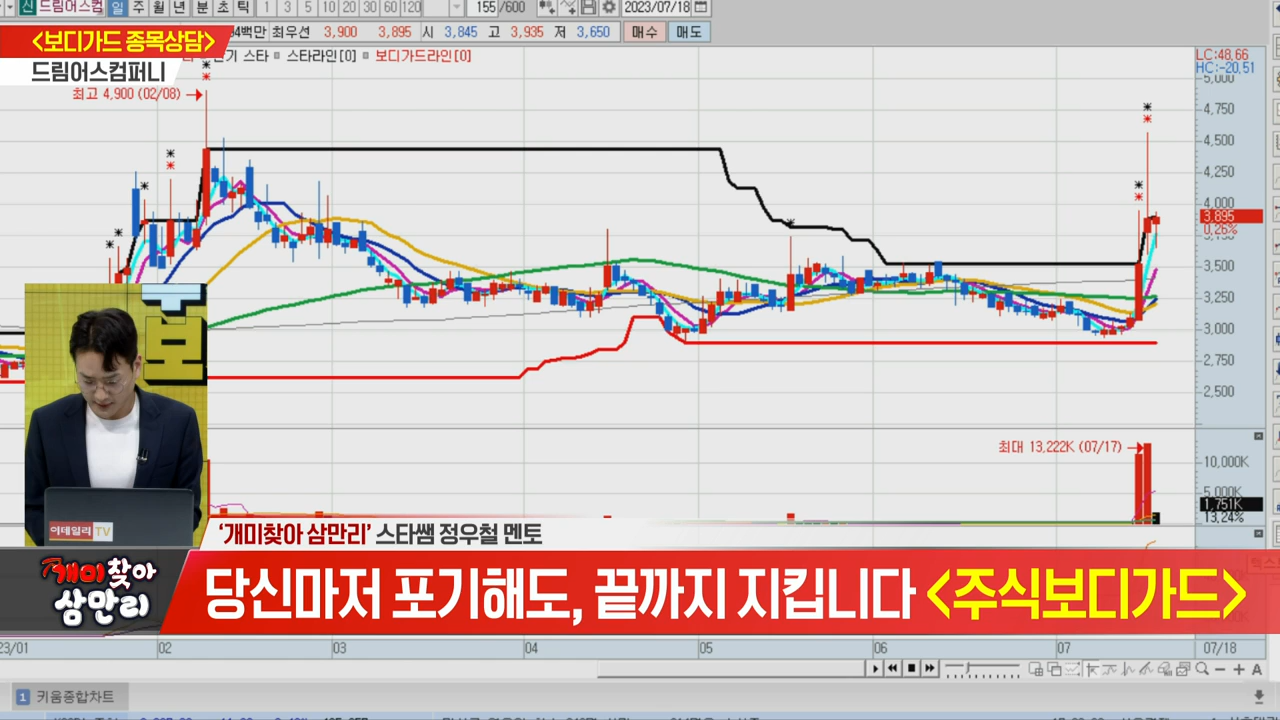 신 드림어스컴 일 주 월 년 분 초 틱 1 3 5 10 20 30 60 120 155 /600 2023/07/18
<보디가드 종목상담>
4백만 최우선 3,900 3,895 시 3,845 고 3,935 저 3,650 매수 매도
드림어스컴퍼니
스타 스타라인[0] 보디가드라인[0]
LC:48,66
HC:-20,51
최고 4,900 (02/08)
5,000
4,750
4,500
4,250
4,000
3,895
0,26%
3,750
3,500
3,250
3,000
2,750
2,500
보
최대 13,222K (07/17)
10,000K
5,000K
1,751K
13,24%
이데일리 TV
'개미찾아 삼만리' 스타쌤 정우철 멘토
개미찾아
삼만리
당신마저 포기해도, 끝까지 지킵니다 <주식보디가드>
23/01 02 03 04 05 06 07 07/18
1 키움종합차트